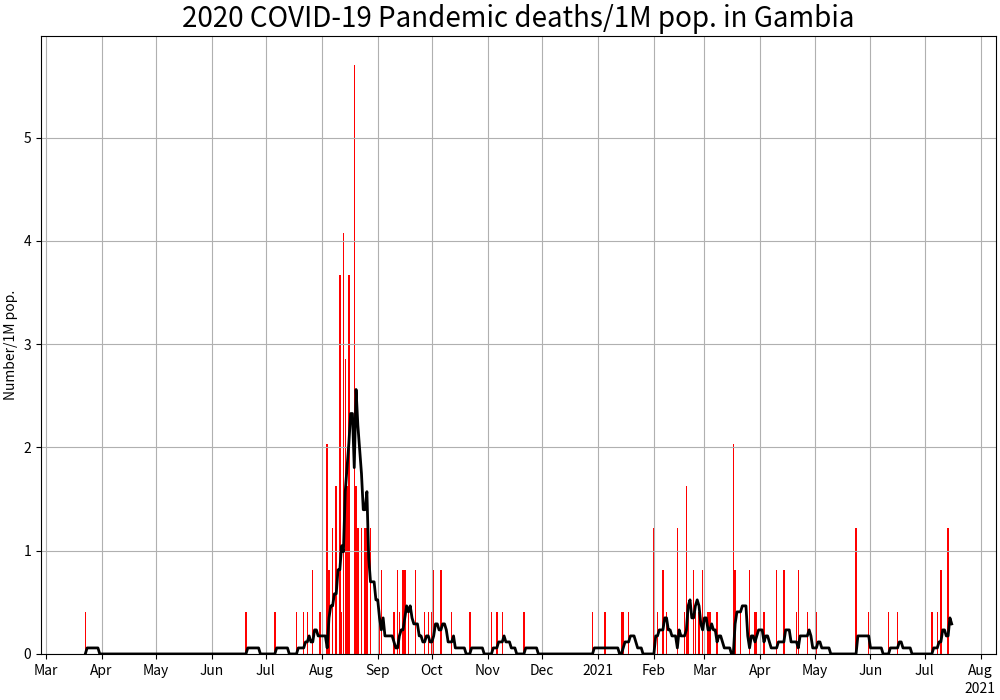 2020 COVID-19 Pandemic deaths/1M pop. in Gambia
Number/1M pop.
5
4
3
2
1
0
Mar Apr May Jun Jul Aug Sep Oct Nov Dec 2021 Feb Mar Apr May Jun Jul Aug
2021